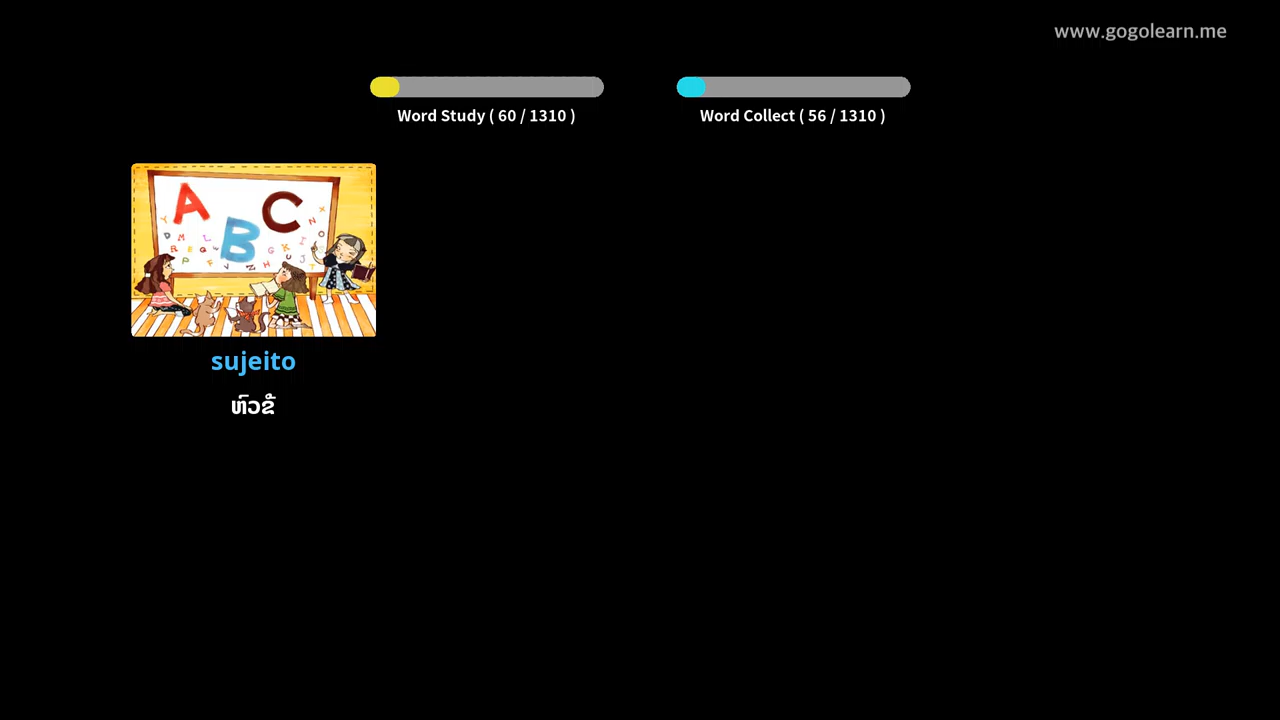 www.gogolearn.me
Word Study ( 60 / 1310 )
Word Collect ( 56 / 1310 )
A
B
C
sujeito
ຫົວຂໍ້